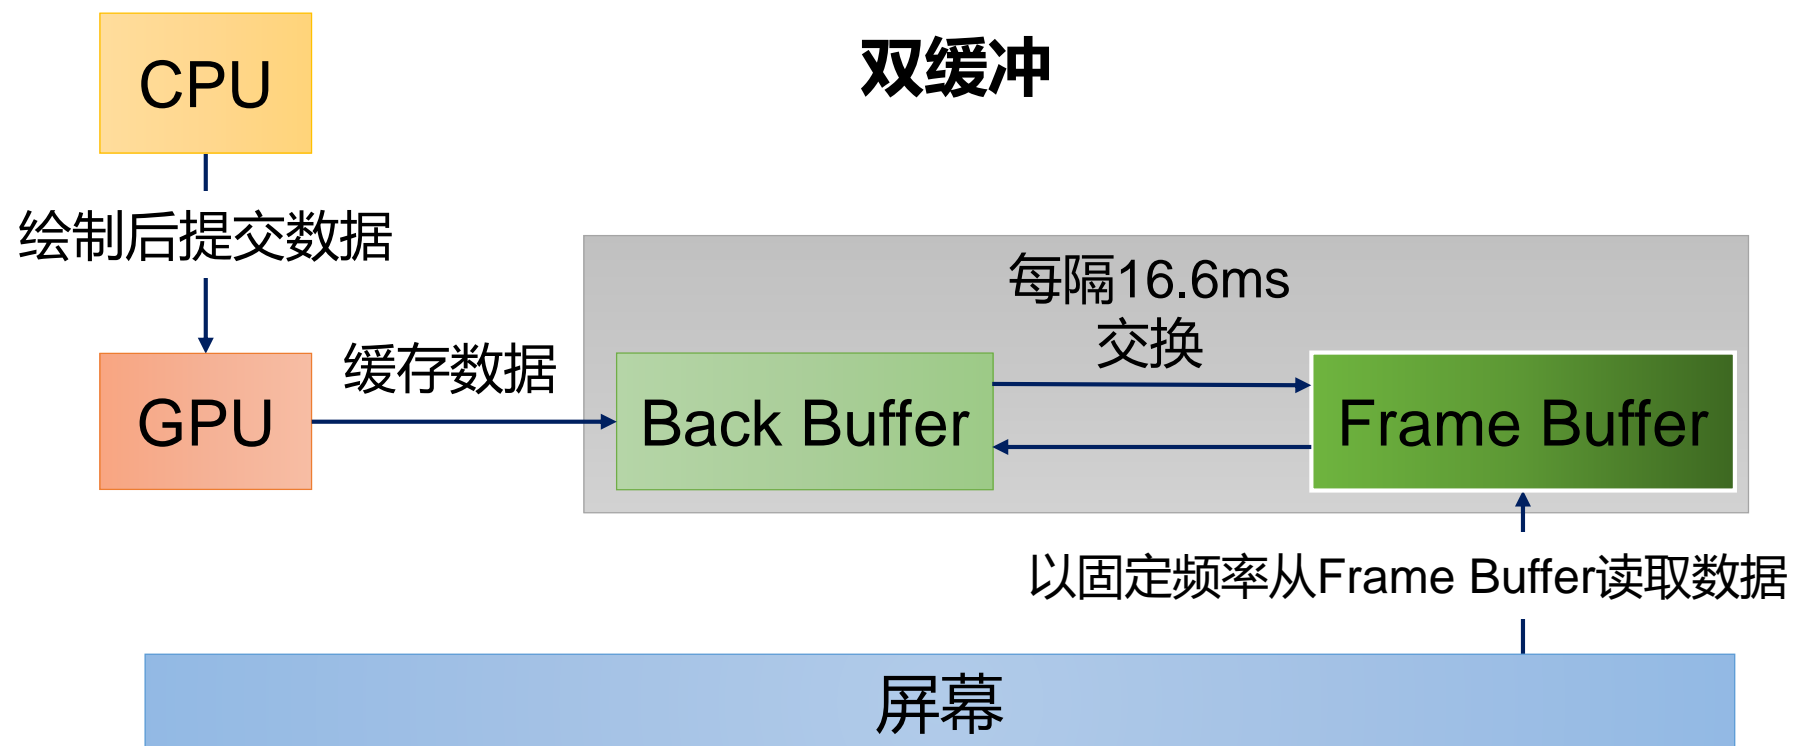 双缓冲
CPU
绘制后提交数据
每隔16.6ms
交换
缓存数据
GPU
Back Buffer
Frame Buffer
以固定频率从Frame Buffer读取数据
屏幕